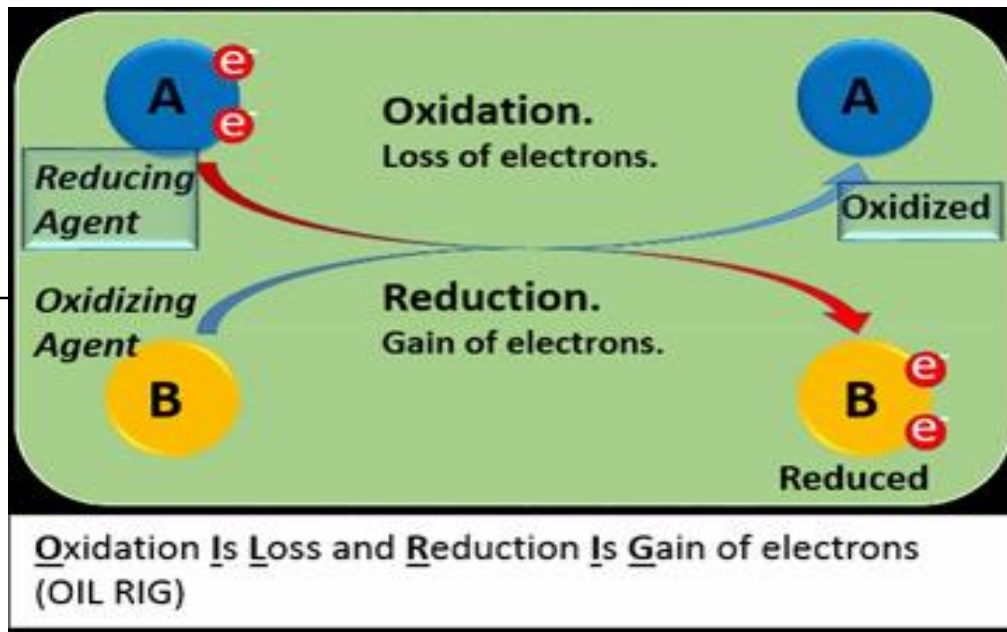 A e- e- A
Oxidation.
Loss of electrons.
Reducing
Agent
Oxidized
Oxidizing
Agent
Reduction.
Gain of electrons.
B B e- e-
Reduced
Oxidation Is Loss and Reduction Is Gain of electrons
(OIL RIG)